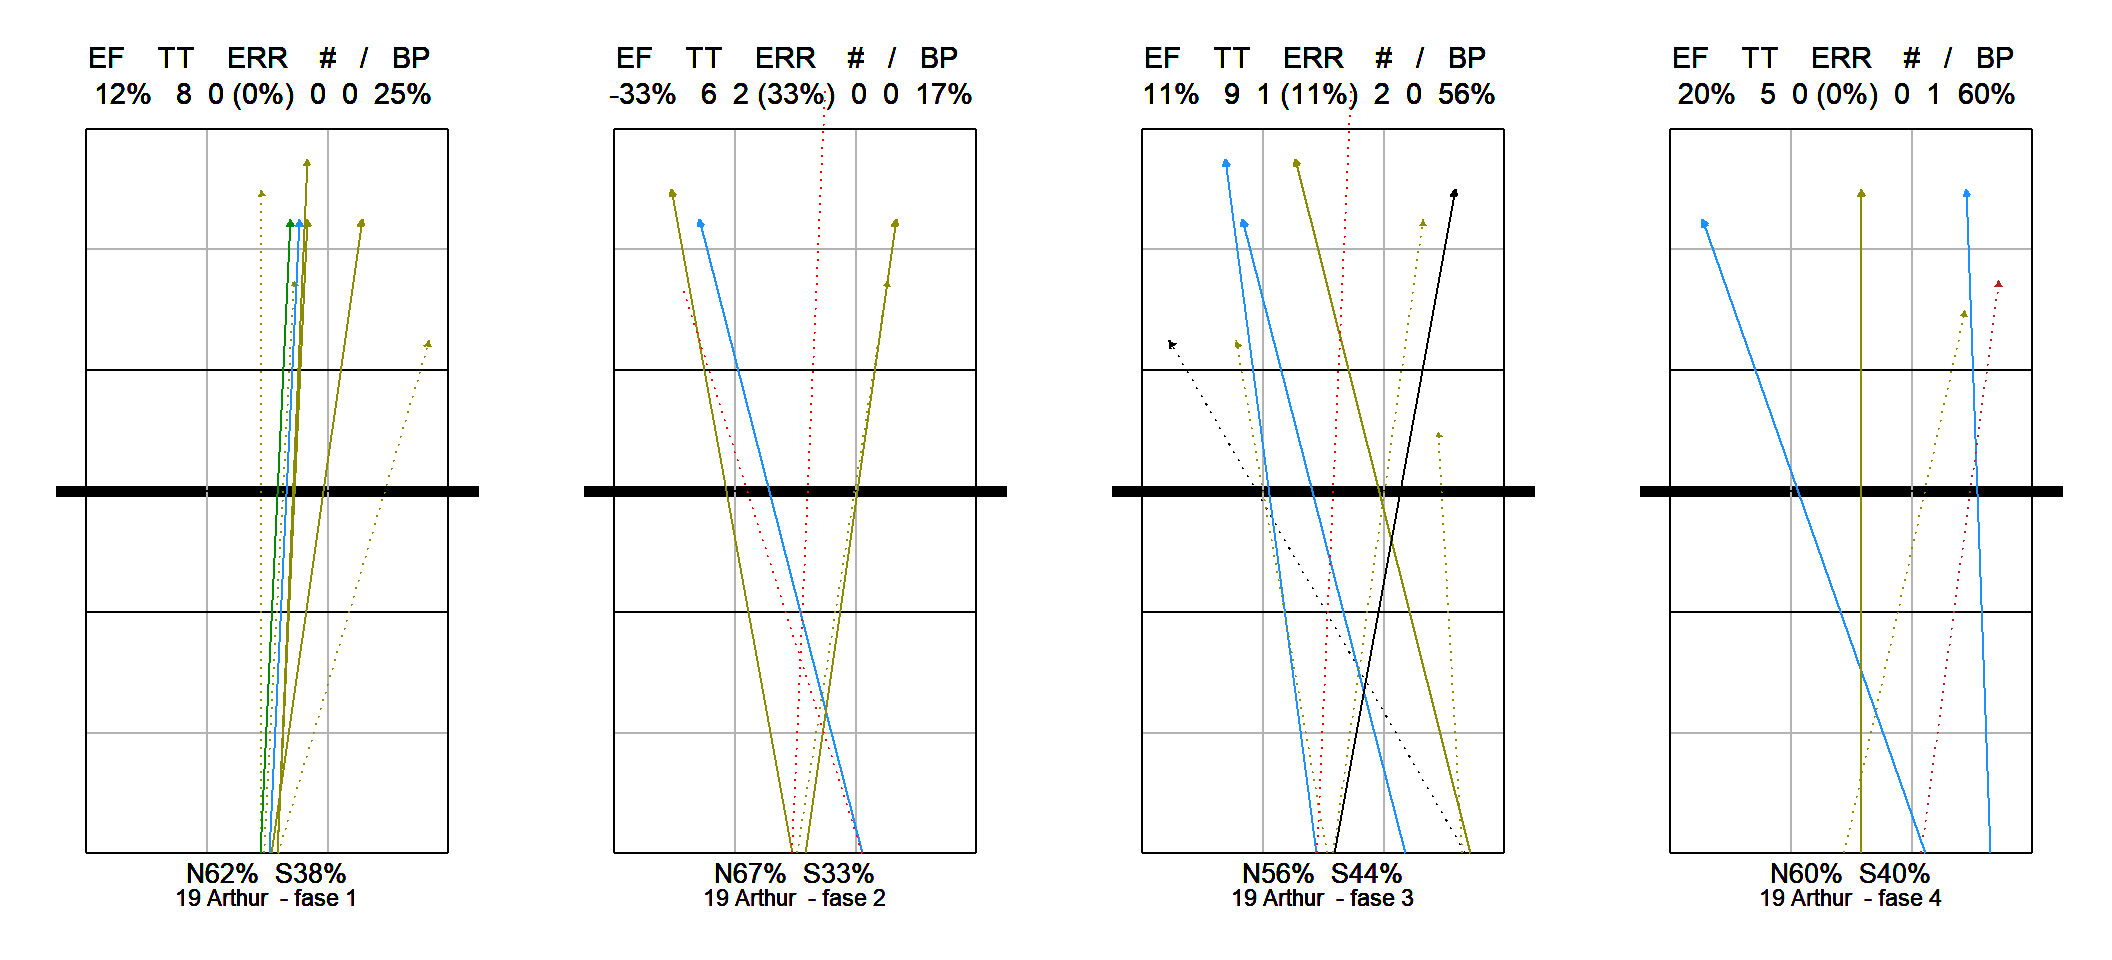 EF TT ERR # / BP
12% 8 0 (0%) 0 0 25%
N62% S38%
19 Arthur - fase 1
EF TT ERR # / BP
-33% 6 2 (33%) 0 0 17%
N67% S33%
19 Arthur - fase 2
EF TT ERR # / BP
11% 9 1 (11%) 2 0 56%
N56% S44%
19 Arthur - fase 3
EF TT ERR # / BP
20% 5 0 (0%) 0 1 60%
N60% S40%
19 Arthur - fase 4